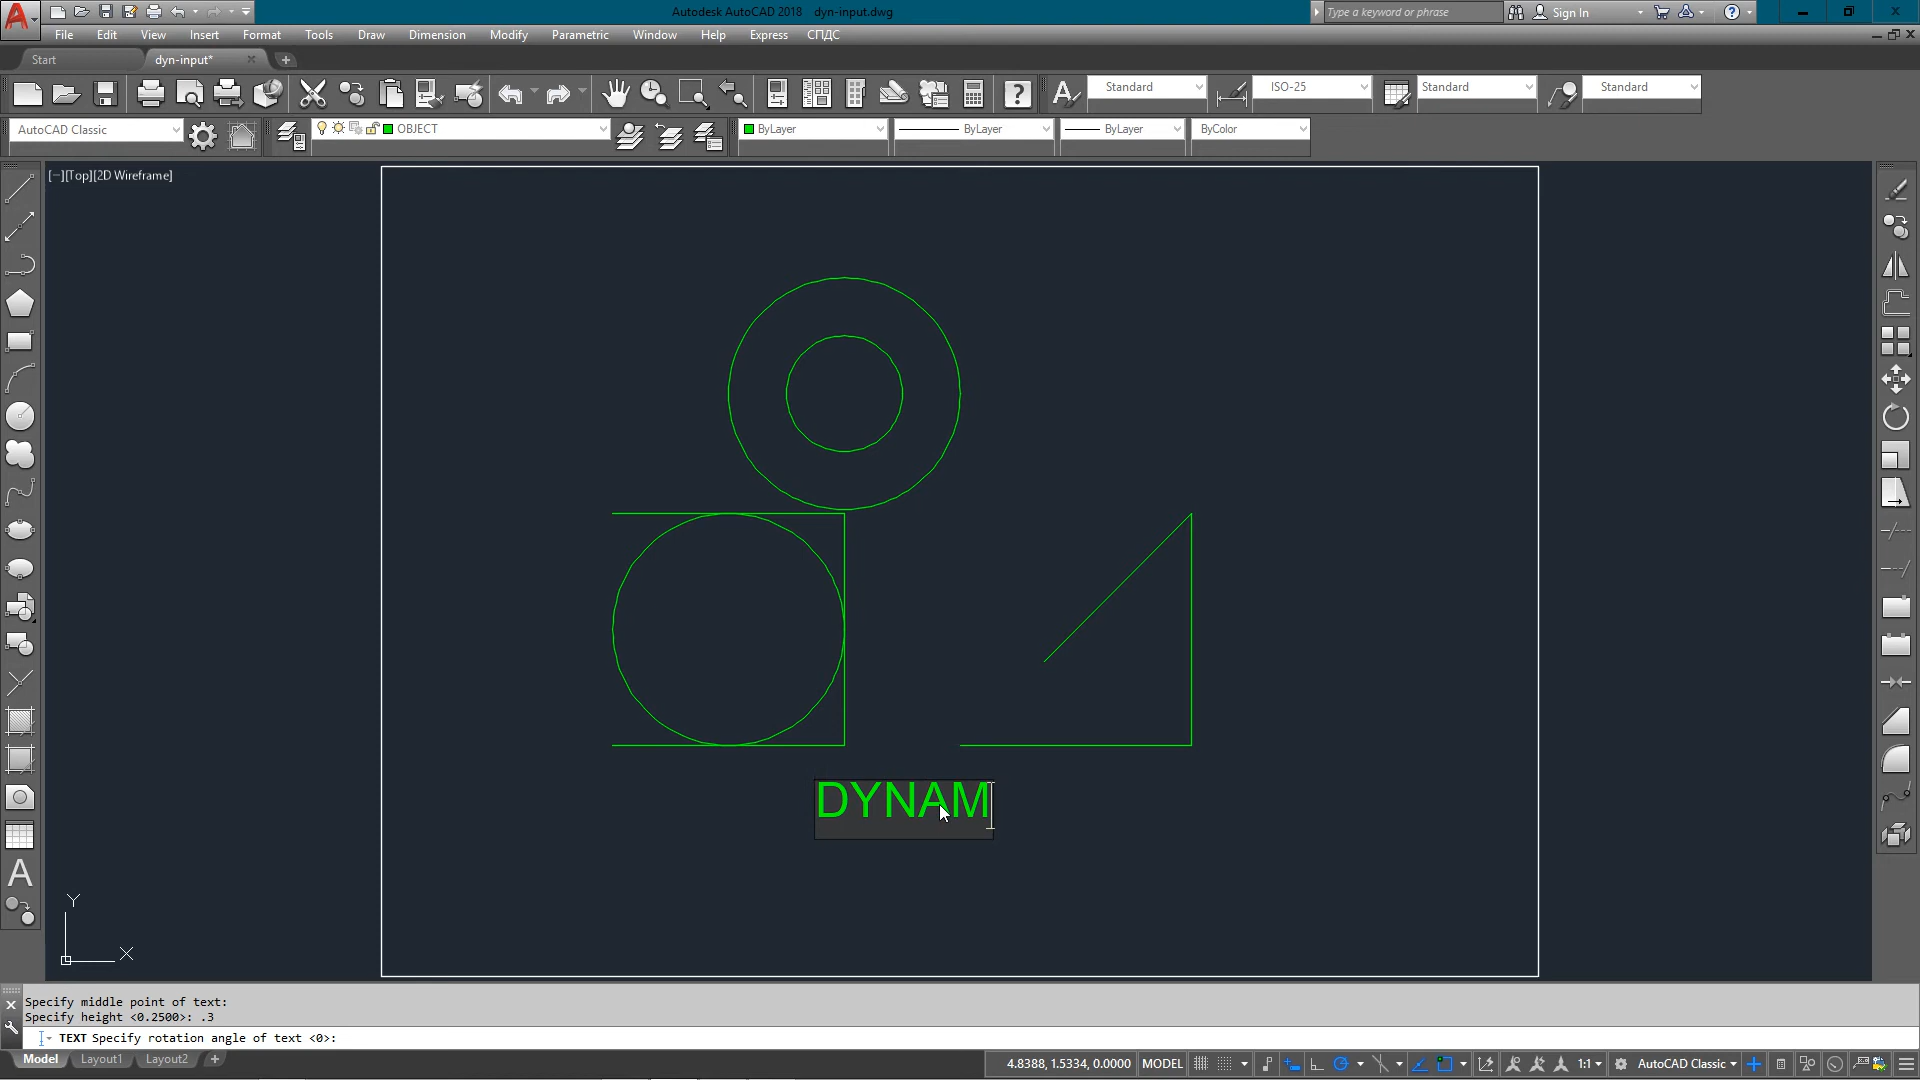 Autodesk AutoCAD 2018 dyn-input.dwg
Type a keyword or phrase
Sign In
File Edit View Insert Format Tools Draw Dimension Modify Parametric Window Help Express СПДС
Start dyn-input*
Standard ISO-25 Standard Standard
AutoCAD Classic OBJECT ByLayer ByLayer ByLayer ByColor
[−][Top][2D Wireframe]
DYNAM
Y
X
A
Specify middle point of text:
Specify height <0.2500>: .3
TEXT Specify rotation angle of text <0>:
Model Layout1 Layout2 +
4.8388, 1.5334, 0.0000 MODEL 1:1 AutoCAD Classic